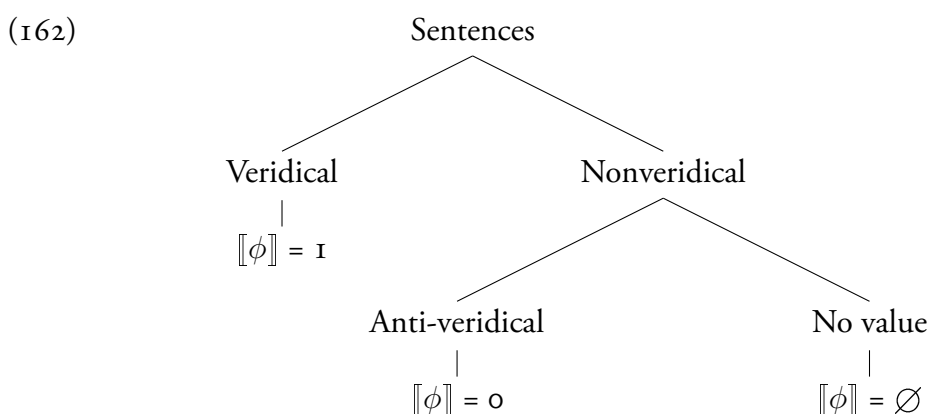 (162) Sentences
Veridical Nonveridical
⟦ϕ⟧ = 1
Anti-veridical No value
⟦ϕ⟧ = 0 ⟦ϕ⟧ = ∅